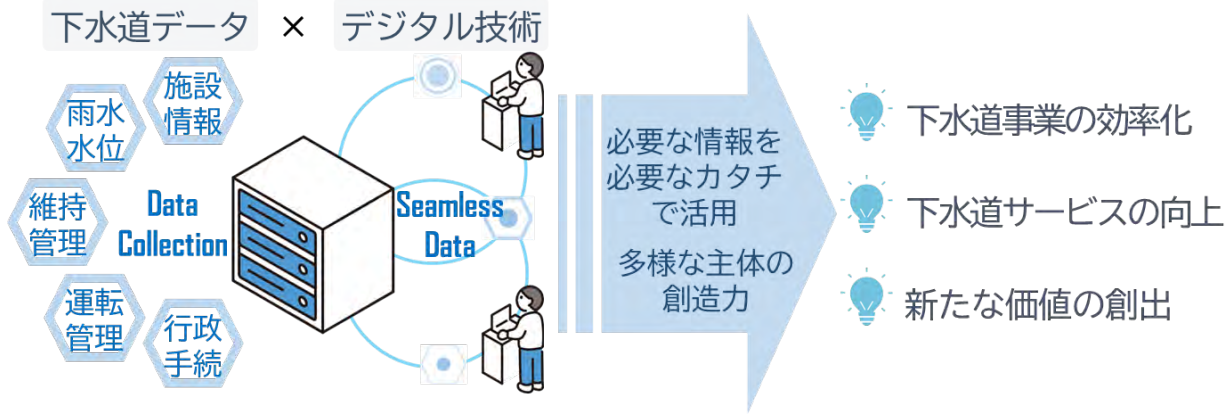 下水道データ × デジタル技術
施設
情報
雨水
水位
維持
管理
運転
管理
行政
手続
Data
Collection
Seamless
Data
必要な情報を
必要なカタチ
で活用
多様な主体の
創造力
下水道事業の効率化
下水道サービスの向上
新たな価値の創出